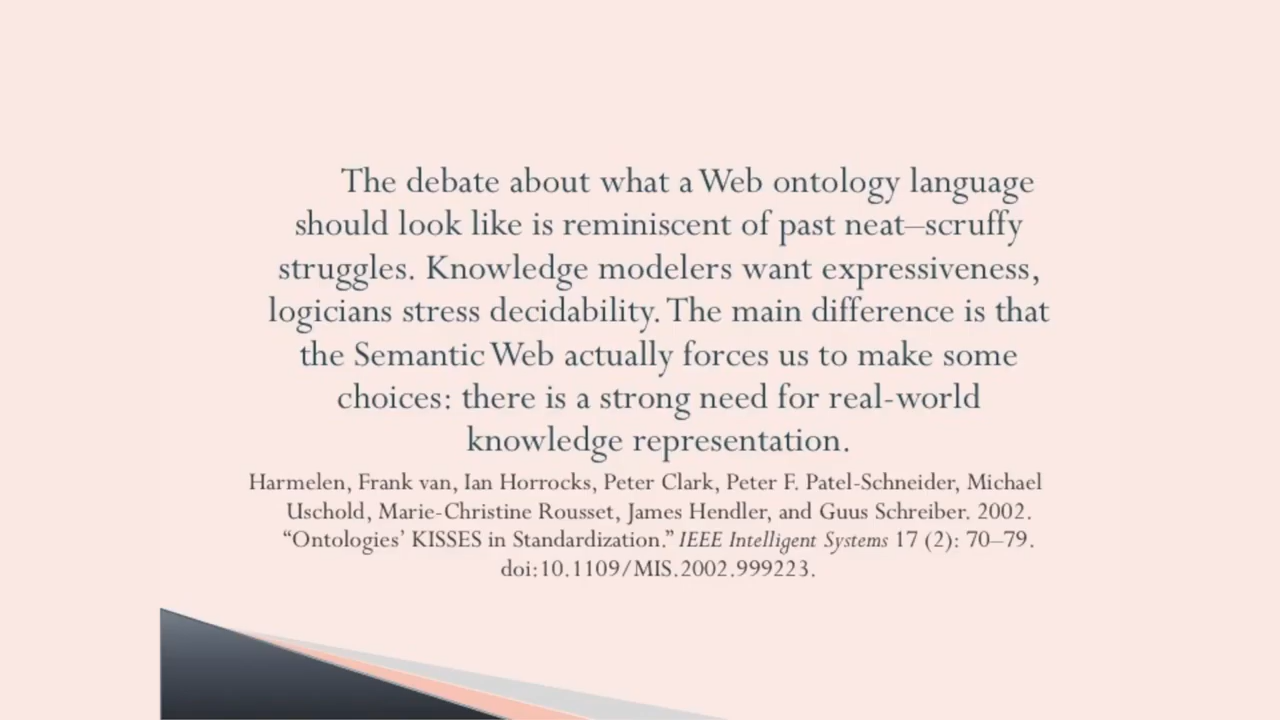 The debate about what a Web ontology language
should look like is reminiscent of past neat–scruffy
struggles. Knowledge modelers want expressiveness,
logicians stress decidability. The main difference is that
the Semantic Web actually forces us to make some
choices: there is a strong need for real-world
knowledge representation.
Harmelen, Frank van, Ian Horrocks, Peter Clark, Peter F. Patel-Schneider, Michael
Uschold, Marie-Christine Rousset, James Hendler, and Guus Schreiber. 2002.
“Ontologies’ KISSES in Standardization.” IEEE Intelligent Systems 17 (2): 70–79.
doi:10.1109/MIS.2002.999223.